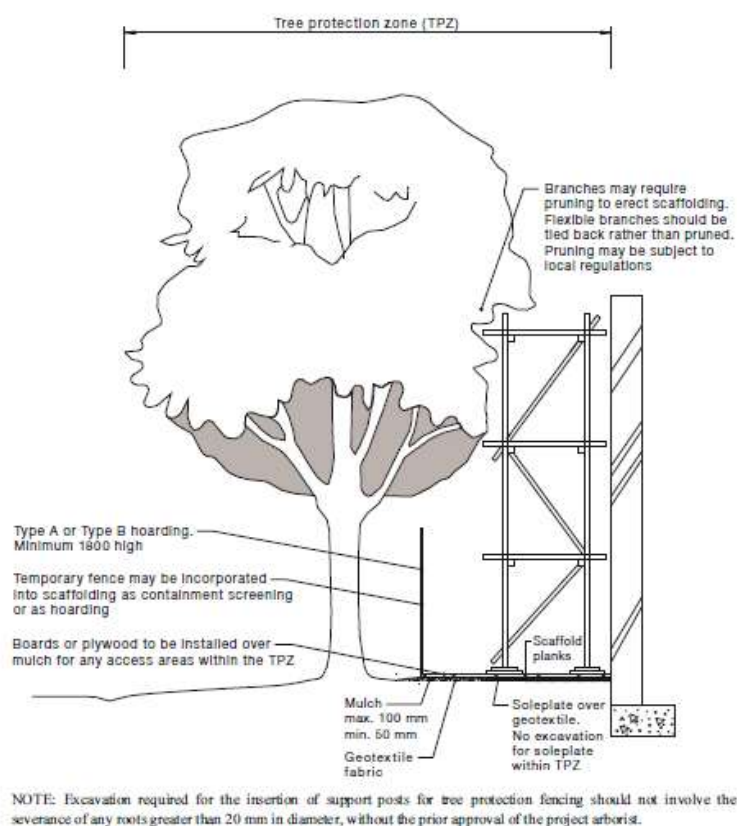 Tree protection zone (TPZ)
Branches may require
pruning to erect scaffolding.
Flexible branches should be
tied back rather than pruned.
Pruning may be subject to
local regulations
Type A or Type B hoarding.
Minimum 1800 high
Temporary fence may be incorporated
into scaffolding as containment screening
or as hoarding
Boards or plywood to be installed over
mulch for any access areas within the TPZ
Scaffold
planks
Mulch
max. 100 mm
min. 50 mm
Geotextile
fabric
Soleplate over
geotextile.
No excavation
for soleplate
within TPZ
NOTE: Excavation required for the insertion of support posts for tree protection fencing should not involve the
severance of any roots greater than 20 mm in diameter, without the prior approval of the project arborist.